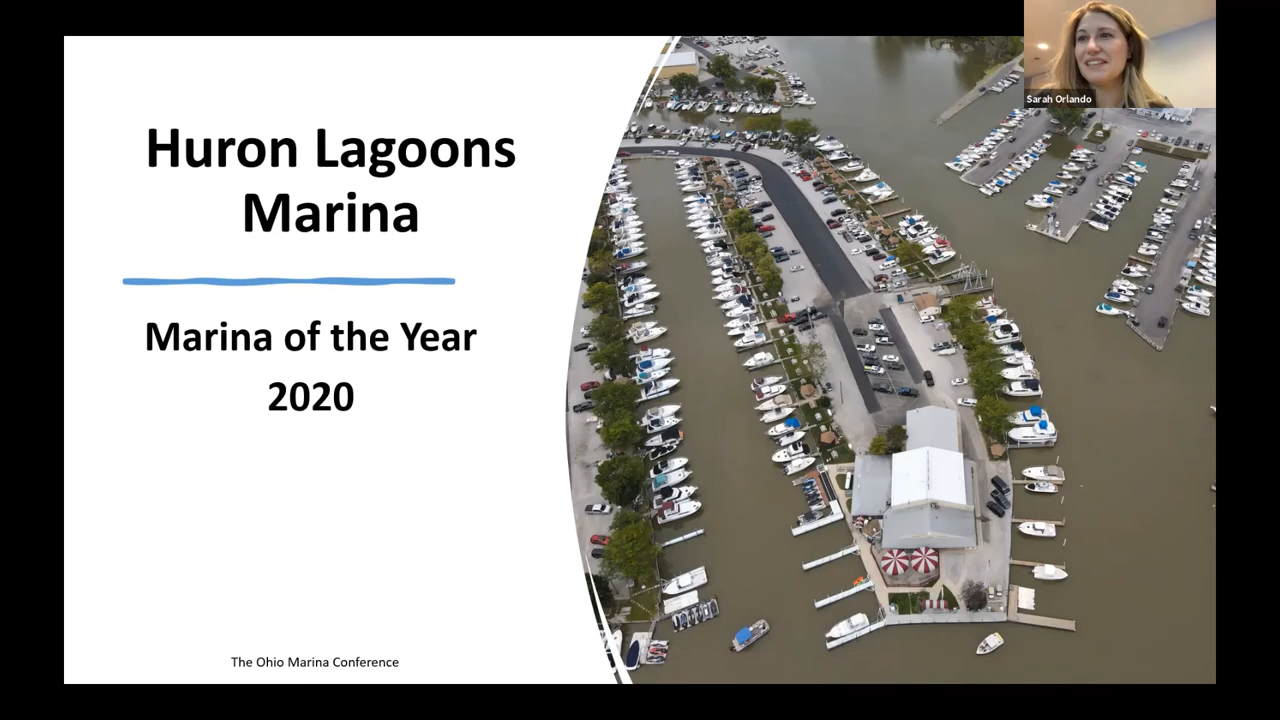 Sarah Orlando
Huron Lagoons
Marina
Marina of the Year
2020
The Ohio Marina Conference